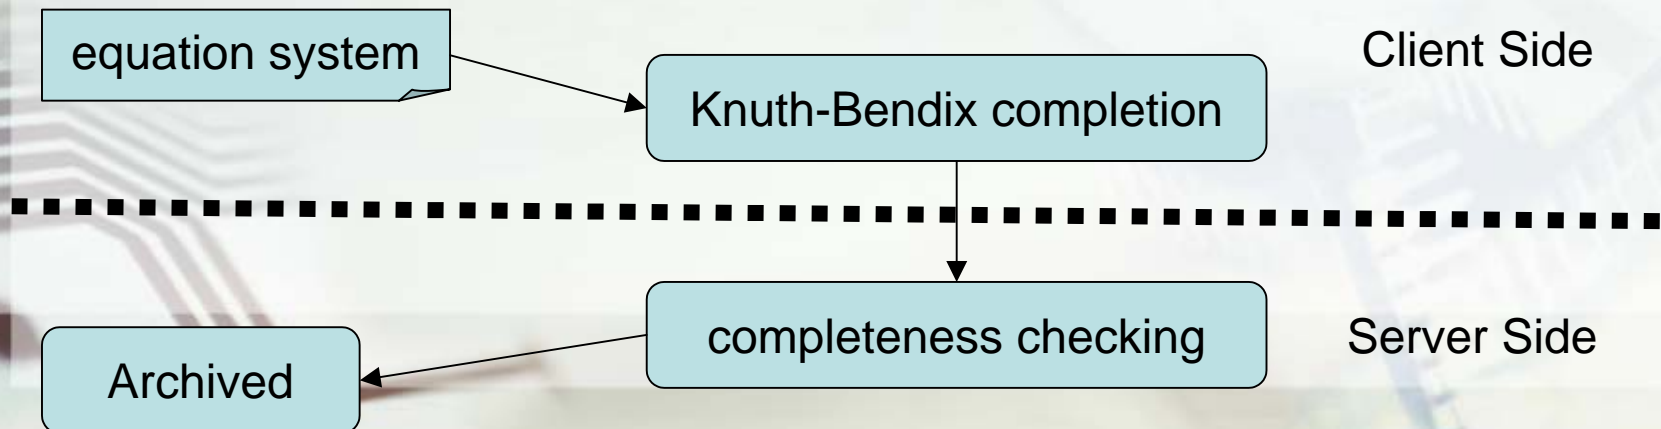 equation system
Client Side
Knuth-Bendix completion
completeness checking
Server Side
Archived